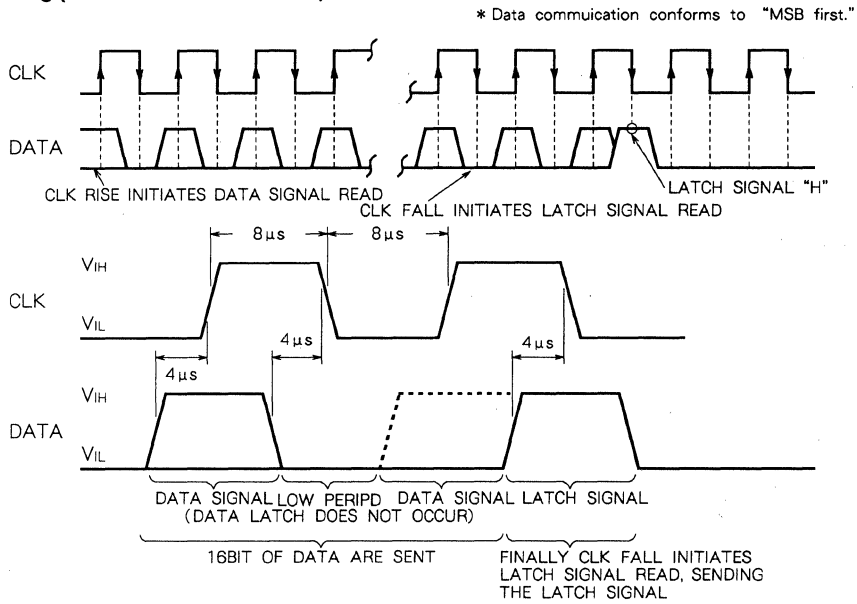 * Data commuication conforms to “MSB first.”
CLK
DATA
CLK RISE INITIATES DATA SIGNAL READ
LATCH SIGNAL “H”
CLK FALL INITIATES LATCH SIGNAL READ
8μs
8μs
VIH
CLK
VIL
4μs
4μs
4μs
VIH
DATA
VIL
DATA SIGNAL
LOW PERIPD
DATA SIGNAL
LATCH SIGNAL
(DATA LATCH DOES NOT OCCUR)
16BIT OF DATA ARE SENT
FINALLY CLK FALL INITIATES
LATCH SIGNAL READ, SENDING
THE LATCH SIGNAL